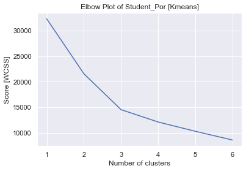 Elbow Plot of Student_Por [Kmeans]
30000
25000
20000
15000
10000
Score [WCSS]
1 2 3 4 5 6
Number of clusters